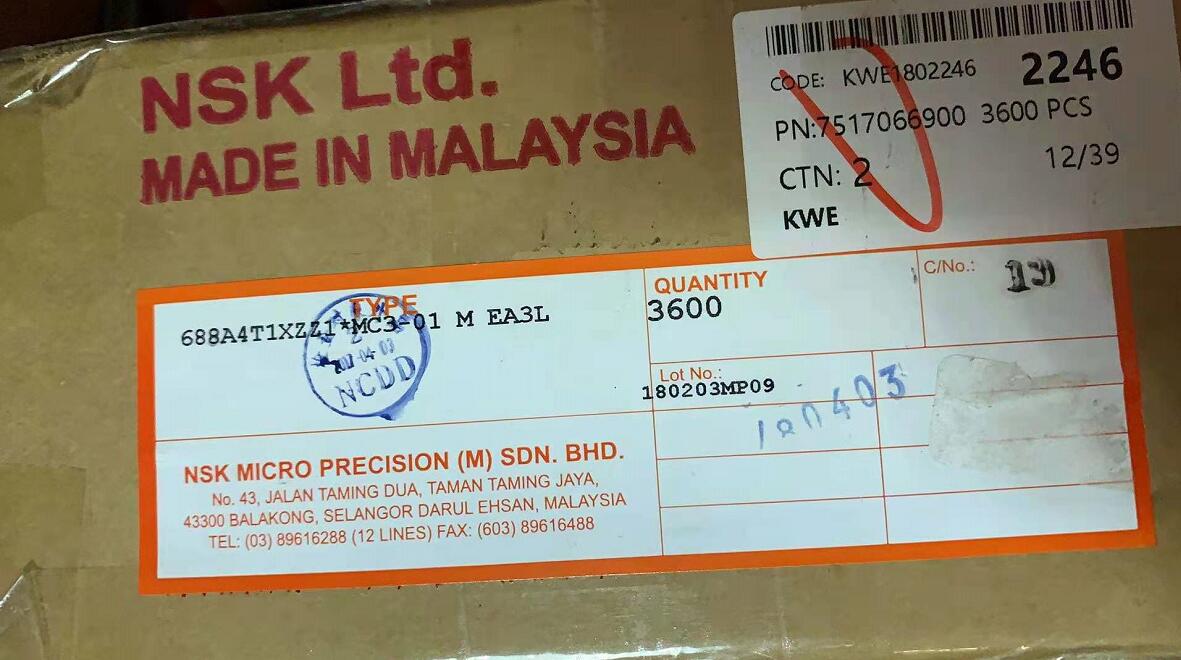 NSK Ltd.
MADE IN MALAYSIA
CODE: KWE1802246 2246
PN:7517066900 3600 PCS
CTN: 2 12/39
KWE
TYPE
688A4T1XZZ1*MC3-01 M EA3L
NCDD
QUANTITY
3600
C/No.:
Lot No.:
180203MP09
180403
NSK MICRO PRECISION (M) SDN. BHD.
No. 43, JALAN TAMING DUA, TAMAN TAMING JAYA,
43300 BALAKONG, SELANGOR DARUL EHSAN, MALAYSIA
TEL: (03) 89616288 (12 LINES) FAX: (603) 89616488